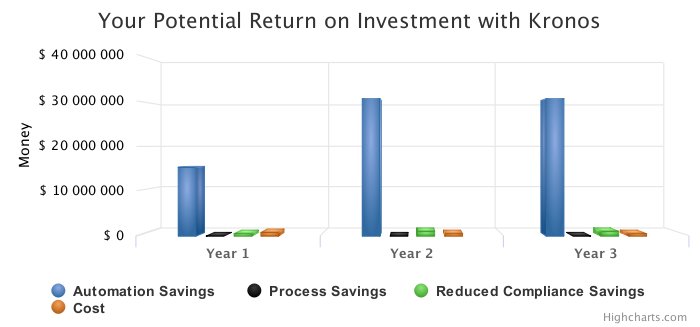 Your Potential Return on Investment with Kronos
$ 40 000 000
$ 30 000 000
$ 20 000 000
$ 10 000 000
$ 0
Money
Year 1
Year 2
Year 3
Automation Savings
Process Savings
Reduced Compliance Savings
Cost
Highcharts.com